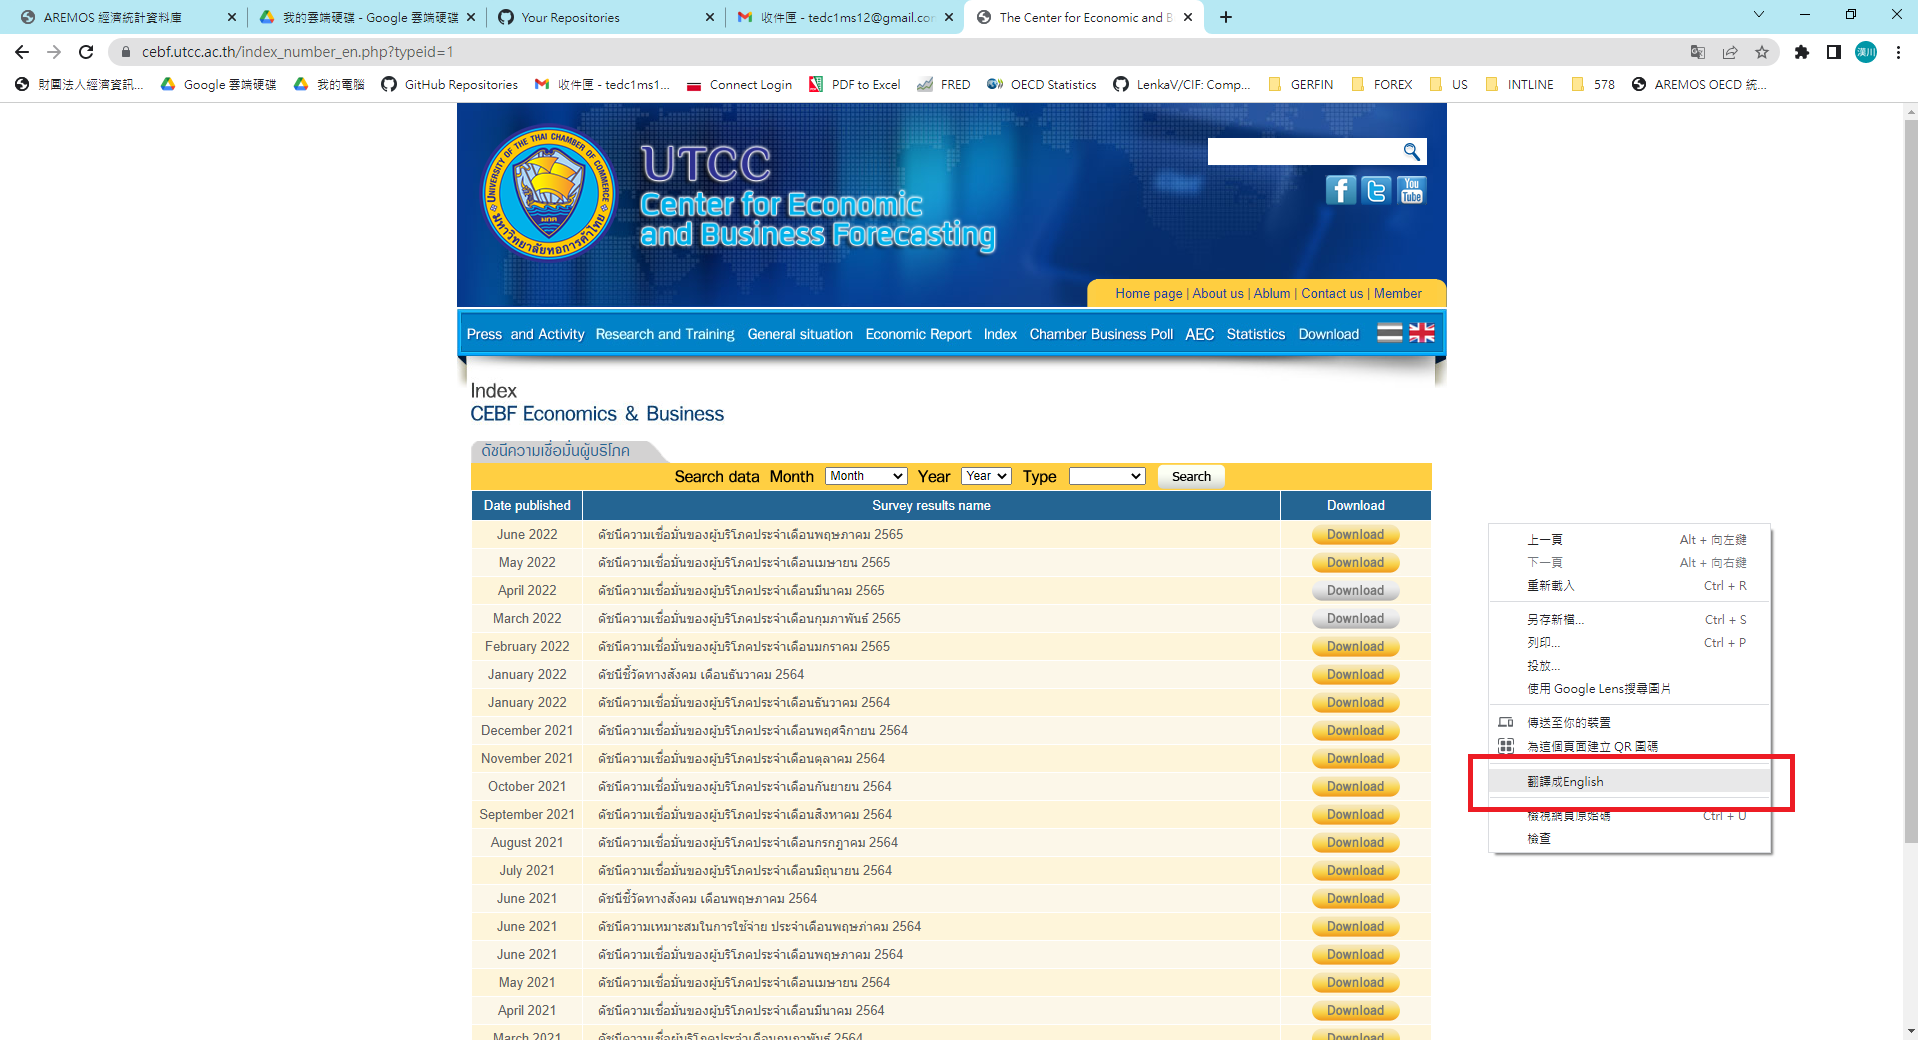 AREMOS 經濟統計資料庫
我的雲端硬碟 - Google 雲端硬碟
Your Repositories
收件匣 - tedc1ms12@gmail.co
The Center for Economic and B
cebf.utcc.ac.th/index_number_en.php?typeid=1
漢川
財團法人經濟資訊...
Google 雲端硬碟
我的電腦
GitHub Repositories
收件匣 - tedc1ms1...
Connect Login
PDF to Excel
FRED
OECD Statistics
LenkaV/CIF: Comp...
GERFIN
FOREX
US
INTLINE
578
AREMOS OECD 統...
UNIVERSITY OF THE THAI CHAMBER OF COMMERCE
มหาวิทยาลัยหอการค้าไทย
มกค
UTCC
Center for Economic
and Business Forecasting
You
Tube
Home page | About us | Ablum | Contact us | Member
Press and Activity Research and Training General situation Economic Report Index Chamber Business Poll AEC Statistics Download
Index
CEBF Economics & Business
ดัชนีความเชื่อมั่นผู้บริโภค
Search data Month Month Year Year Type Search
Date published Survey results name Download
June 2022 ดัชนีความเชื่อมั่นของผู้บริโภคประจำเดือนพฤษภาคม 2565 Download
May 2022 ดัชนีความเชื่อมั่นของผู้บริโภคประจำเดือนเมษายน 2565 Download
April 2022 ดัชนีความเชื่อมั่นของผู้บริโภคประจำเดือนมีนาคม 2565 Download
March 2022 ดัชนีความเชื่อมั่นของผู้บริโภคประจำเดือนกุมภาพันธ์ 2565 Download
February 2022 ดัชนีความเชื่อมั่นของผู้บริโภคประจำเดือนมกราคม 2565 Download
January 2022 ดัชนีชี้วัดทางสังคม เดือนธันวาคม 2564 Download
January 2022 ดัชนีความเชื่อมั่นของผู้บริโภคประจำเดือนธันวาคม 2564 Download
December 2021 ดัชนีความเชื่อมั่นของผู้บริโภคประจำเดือนพฤศจิกายน 2564 Download
November 2021 ดัชนีความเชื่อมั่นของผู้บริโภคประจำเดือนตุลาคม 2564 Download
October 2021 ดัชนีความเชื่อมั่นของผู้บริโภคประจำเดือนกันยายน 2564 Download
September 2021 ดัชนีความเชื่อมั่นของผู้บริโภคประจำเดือนสิงหาคม 2564 Download
August 2021 ดัชนีความเชื่อมั่นของผู้บริโภคประจำเดือนกรกฎาคม 2564 Download
July 2021 ดัชนีความเชื่อมั่นของผู้บริโภคประจำเดือนมิถุนายน 2564 Download
June 2021 ดัชนีชี้วัดทางสังคม เดือนพฤษภาคม 2564 Download
June 2021 ดัชนีความเหมาะสมในการใช้จ่าย ประจำเดือนพฤษภาคม 2564 Download
June 2021 ดัชนีความเชื่อมั่นของผู้บริโภคประจำเดือนพฤษภาคม 2564 Download
May 2021 ดัชนีความเชื่อมั่นของผู้บริโภคประจำเดือนเมษายน 2564 Download
April 2021 ดัชนีความเชื่อมั่นของผู้บริโภคประจำเดือนมีนาคม 2564 Download
March 2021 ดัชนีความเชื่อผู้บริโภคประจำเดือนกุมภาพันธ์ 2564 Download
上一頁 Alt + 向左鍵
下一頁 Alt + 向右鍵
重新載入 Ctrl + R
另存新檔... Ctrl + S
列印... Ctrl + P
投放...
使用 Google Lens搜尋圖片
傳送至你的裝置
為這個頁面建立 QR 圖碼
翻譯成English
檢視網頁原始碼 Ctrl + U
檢查